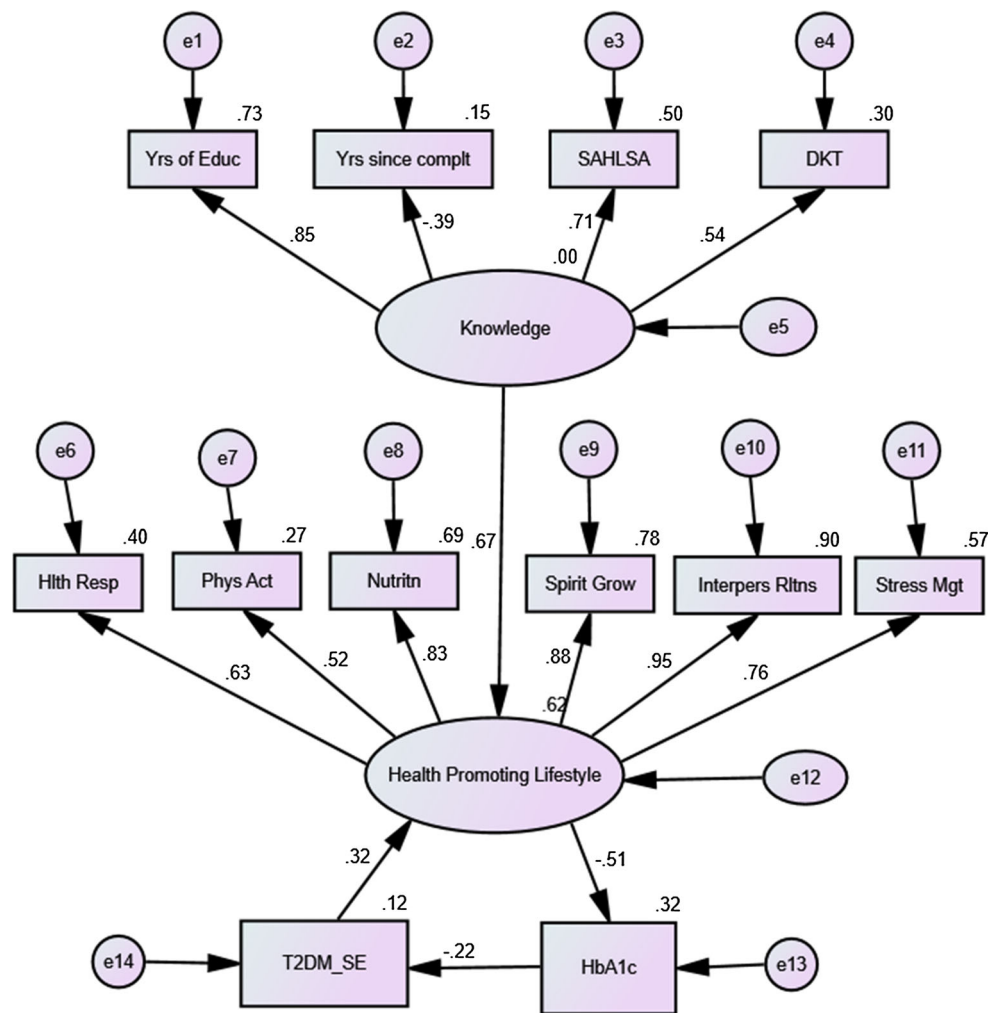 e1
e2
e3
e4
.73
.15
.50
.30
Yrs of Educ
Yrs since complt
SAHLSA
DKT
.85
-.39
.71
.54
.00
Knowledge
e5
e6
e7
e8
e9
e10
e11
.40
.27
.69
.67
.78
.90
.57
Hlth Resp
Phys Act
Nutritn
Spirit Grow
Interpers Rltns
Stress Mgt
.63
.52
.83
.88
.95
.76
.62
Health Promoting Lifestyle
e12
.32
-.51
.12
.32
e14
T2DM_SE
-.22
HbA1c
e13